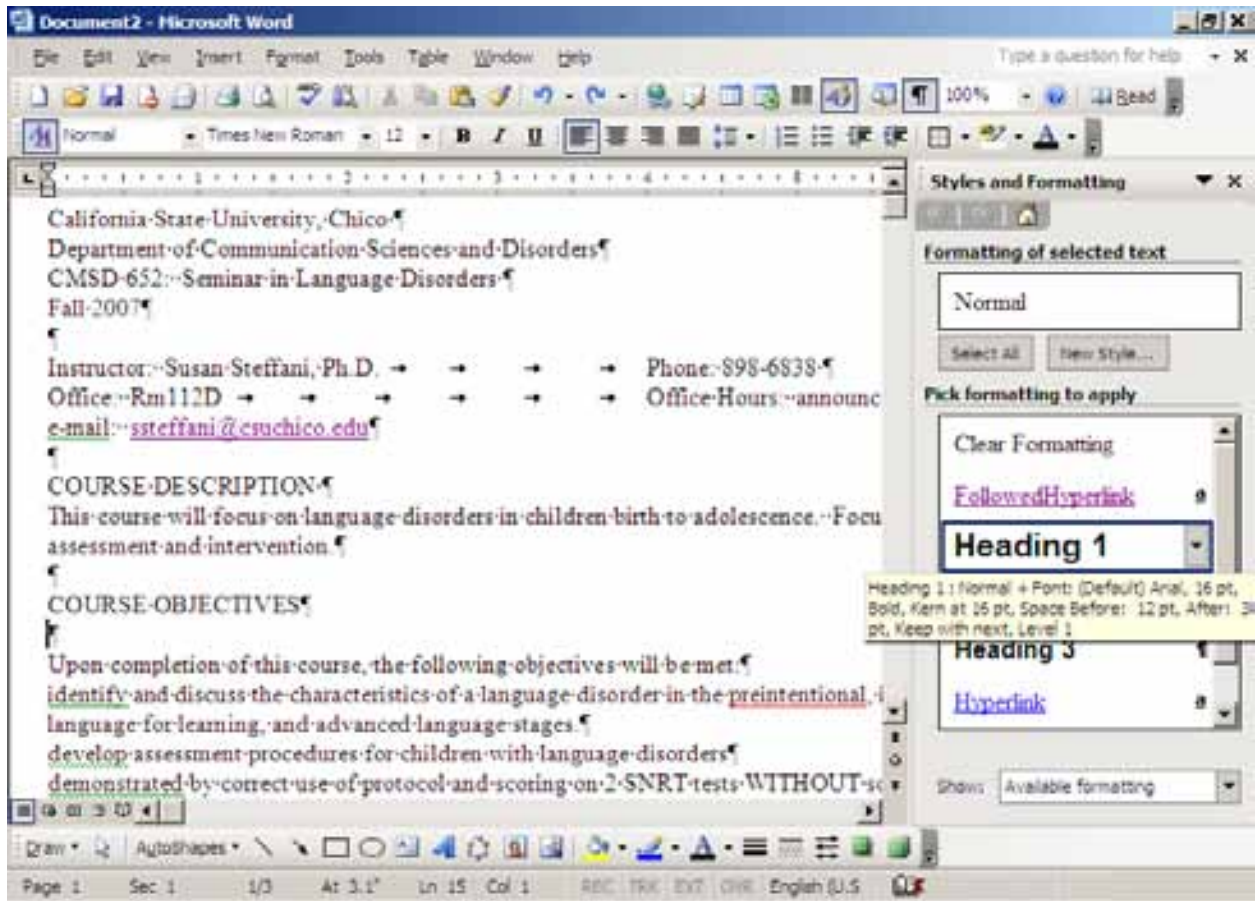 Document2 - Microsoft Word
File Edit View Insert Format Tools Table Window Help Type a question for help
100% Read
Normal Times New Roman 12 B I U
Styles and Formatting
California State University, Chico ¶
Department of Communication Sciences and Disorders¶
CMSD 652: Seminar in Language Disorders ¶
Fall 2007¶
¶
Instructor: Susan Steffani, Ph.D. → → → → Phone: 898-6838 ¶
Office: Rm112D → → → → → → Office Hours: announc
e-mail: ssteffani@csuchico.edu¶
¶
COURSE DESCRIPTION ¶
This course will focus on language disorders in children birth to adolescence. Focu
assessment and intervention.¶
¶
COURSE OBJECTIVES¶
¶
Upon completion of this course, the following objectives will be met:¶
identify and discuss the characteristics of a language disorder in the preintentional, i
language for learning, and advanced language stages.¶
develop assessment procedures for children with language disorders¶
demonstrated by correct use of protocol and scoring on 2 SNRT tests WITHOUT sc
Formatting of selected text
Normal
Select All New Style...
Pick formatting to apply
Clear Formatting
FollowedHyperlink a
Heading 1
Heading 1 : Normal + Font: (Default) Arial, 16 pt,
Bold, Kern at 16 pt, Space Before: 12 pt, After: 3
pt, Keep with next, Level 1
Heading 3 ¶
Hyperlink a
Show: Available formatting
Draw AutoShapes
Page 1 Sec 1 1/3 At 3.1" Ln 15 Col 1 REC TRK EXT OVR English (U.S